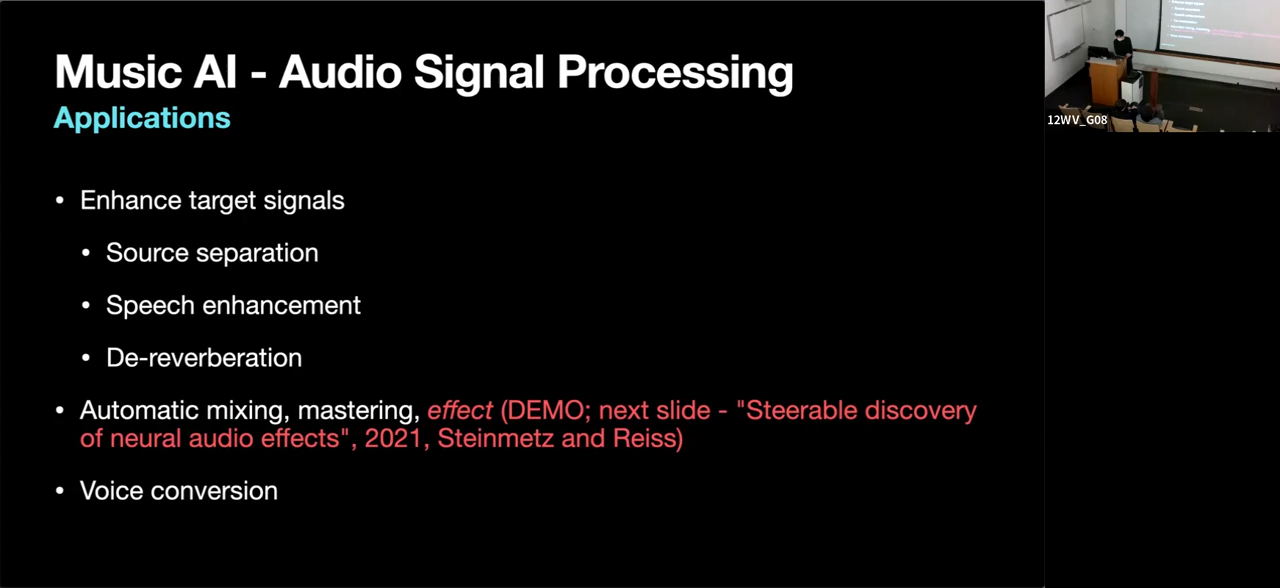 Music AI - Audio Signal Processing
Applications
• Enhance target signals
• Source separation
• Speech enhancement
• De-reverberation
• Automatic mixing, mastering, effect (DEMO; next slide - "Steerable discovery
of neural audio effects", 2021, Steinmetz and Reiss)
• Voice conversion
12WV_G08